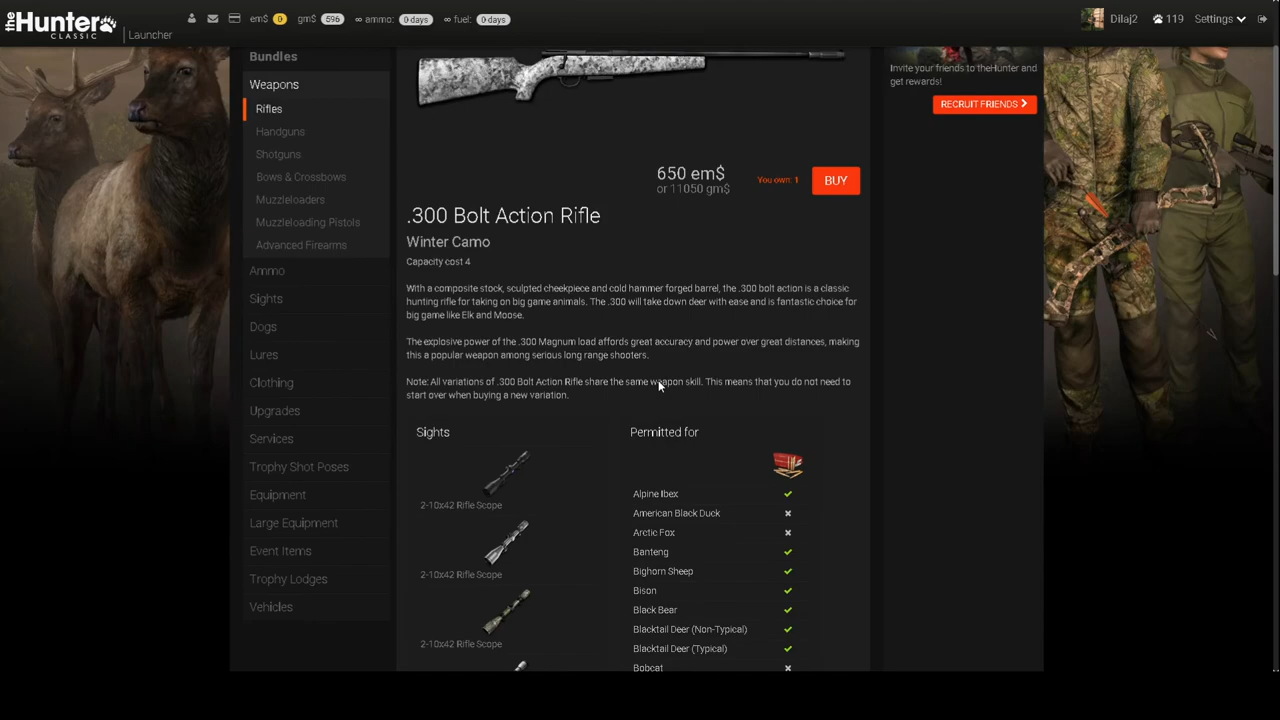 theHunter
CLASSIC
Launcher
em$ 0
gm$ 596
∞ ammo: 0 days
∞ fuel: 0 days
Dilaj2
119
Settings
Bundles
Weapons
Rifles
Handguns
Shotguns
Bows & Crossbows
Muzzleloaders
Muzzleloading Pistols
Advanced Firearms
Ammo
Sights
Dogs
Lures
Clothing
Upgrades
Services
Trophy Shot Poses
Equipment
Large Equipment
Event Items
Trophy Lodges
Vehicles
650 em$
or 11050 gm$
You own: 1
BUY
.300 Bolt Action Rifle
Winter Camo
Capacity cost 4
With a composite stock, sculpted cheekpiece and cold hammer forged barrel, the .300 bolt action is a classic
hunting rifle for taking on big game animals. The .300 will take down deer with ease and is fantastic choice for
big game like Elk and Moose.
The explosive power of the .300 Magnum load affords great accuracy and power over great distances, making
this a popular weapon among serious long range shooters.
Note: All variations of .300 Bolt Action Rifle share the same weapon skill. This means that you do not need to
start over when buying a new variation.
Sights
2-10x42 Rifle Scope
2-10x42 Rifle Scope
2-10x42 Rifle Scope
Permitted for
Alpine Ibex
American Black Duck
Arctic Fox
Banteng
Bighorn Sheep
Bison
Black Bear
Blacktail Deer (Non-Typical)
Blacktail Deer (Typical)
Bobcat
Invite your friends to theHunter and
get rewards!
RECRUIT FRIENDS